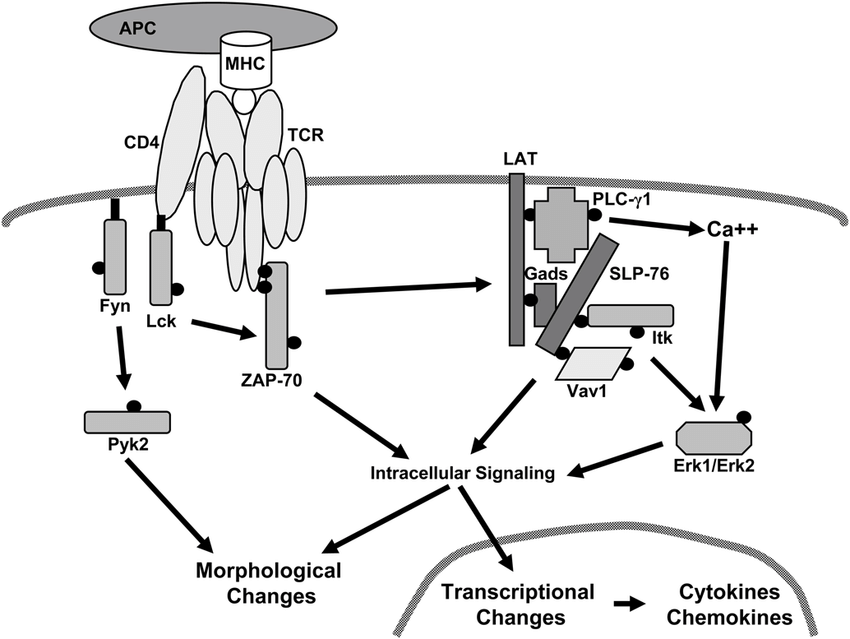 APC
MHC
CD4
TCR
LAT
PLC-γ1
Ca++
Gads
SLP-76
Fyn
Lck
Itk
ZAP-70
Vav1
Pyk2
Erk1/Erk2
Intracellular Signaling
Morphological
Changes
Transcriptional
Changes
Cytokines
Chemokines